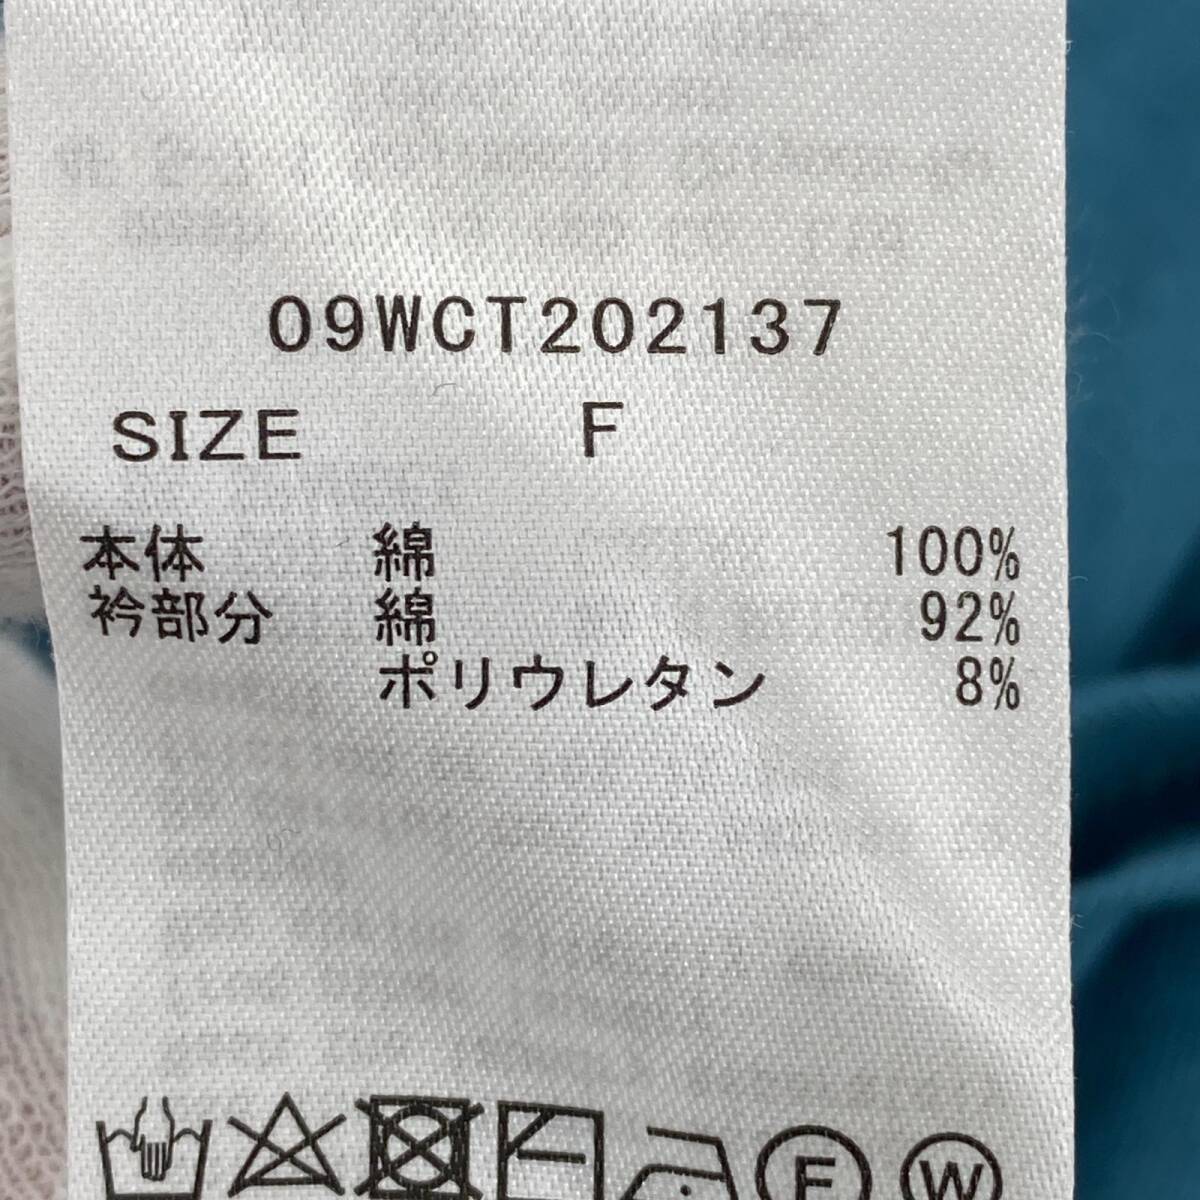 09WCT202137
SIZE F
本体 綿 100%
衿部分 綿 92%
ポリウレタン 8%
F W